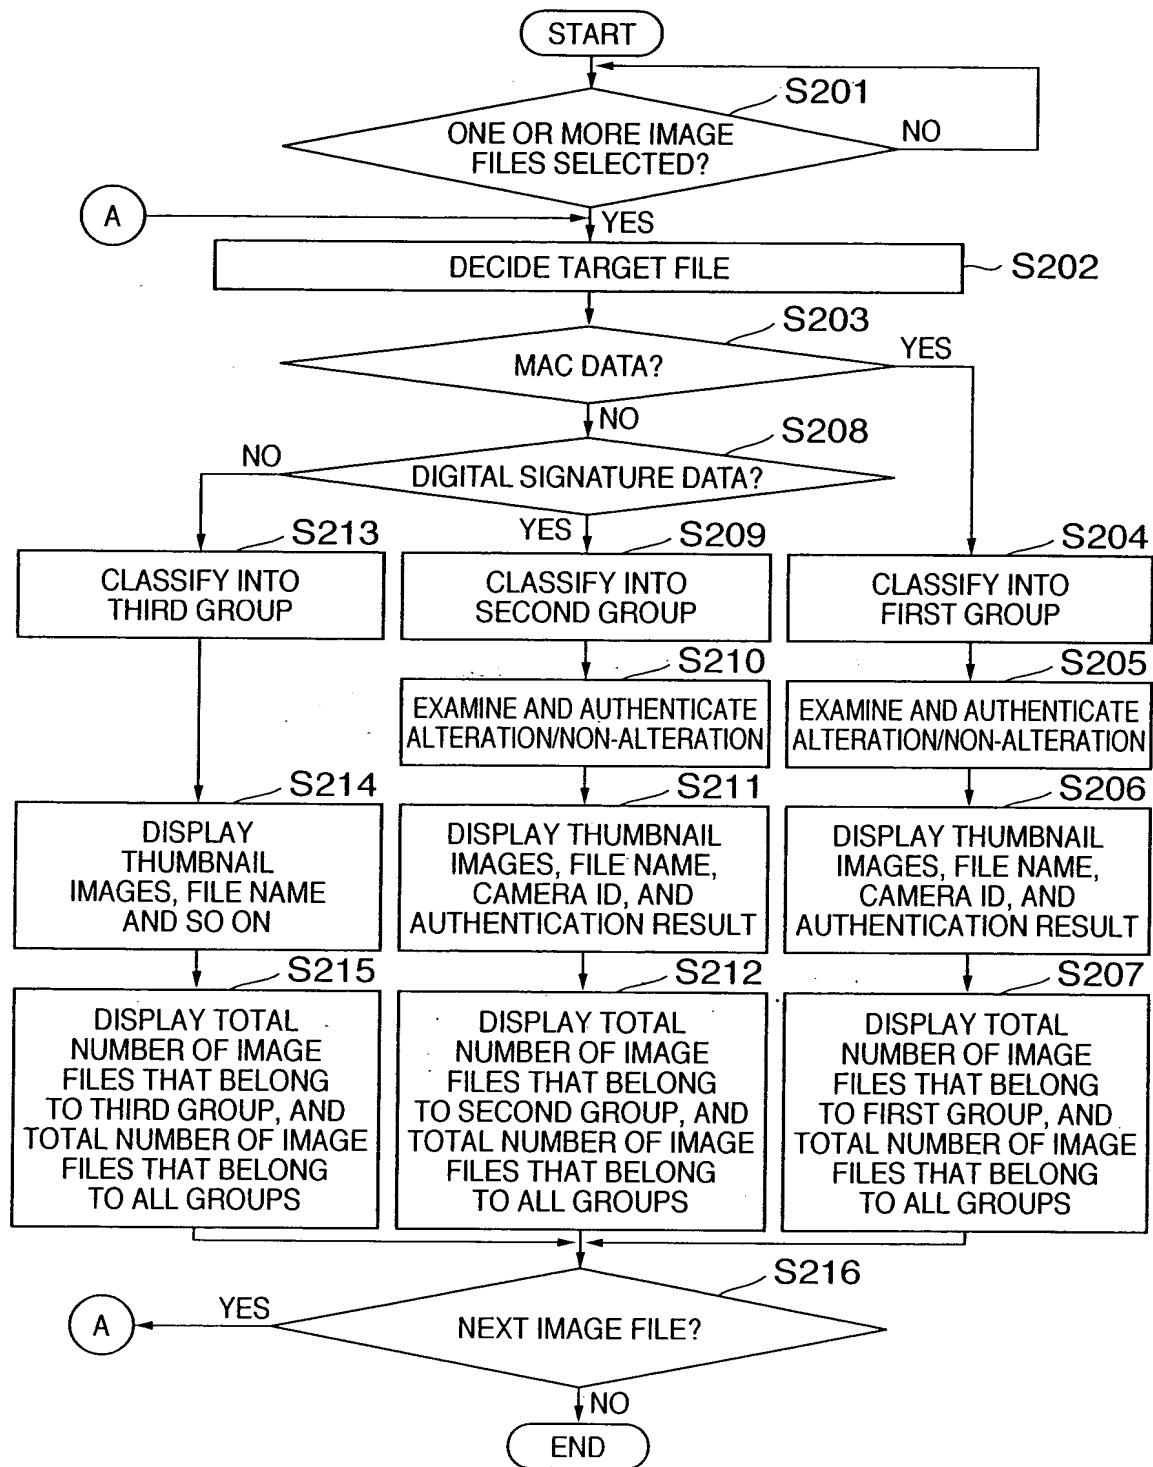 START
S201
ONE OR MORE IMAGE
FILES SELECTED?
NO
A
YES
DECIDE TARGET FILE
S202
S203
MAC DATA?
YES
NO
S208
NO
DIGITAL SIGNATURE DATA?
YES
S213
CLASSIFY INTO
THIRD GROUP
S209
CLASSIFY INTO
SECOND GROUP
S204
CLASSIFY INTO
FIRST GROUP
S210
EXAMINE AND AUTHENTICATE
ALTERATION/NON-ALTERATION
S205
EXAMINE AND AUTHENTICATE
ALTERATION/NON-ALTERATION
S214
DISPLAY
THUMBNAIL
IMAGES, FILE NAME
AND SO ON
S211
DISPLAY THUMBNAIL
IMAGES, FILE NAME,
CAMERA ID, AND
AUTHENTICATION RESULT
S206
DISPLAY THUMBNAIL
IMAGES, FILE NAME,
CAMERA ID, AND
AUTHENTICATION RESULT
S215
DISPLAY TOTAL
NUMBER OF IMAGE
FILES THAT BELONG
TO THIRD GROUP, AND
TOTAL NUMBER OF IMAGE
FILES THAT BELONG
TO ALL GROUPS
S212
DISPLAY TOTAL
NUMBER OF IMAGE
FILES THAT BELONG
TO SECOND GROUP, AND
TOTAL NUMBER OF IMAGE
FILES THAT BELONG
TO ALL GROUPS
S207
DISPLAY TOTAL
NUMBER OF IMAGE
FILES THAT BELONG
TO FIRST GROUP, AND
TOTAL NUMBER OF IMAGE
FILES THAT BELONG
TO ALL GROUPS
S216
A
YES
NEXT IMAGE FILE?
NO
END